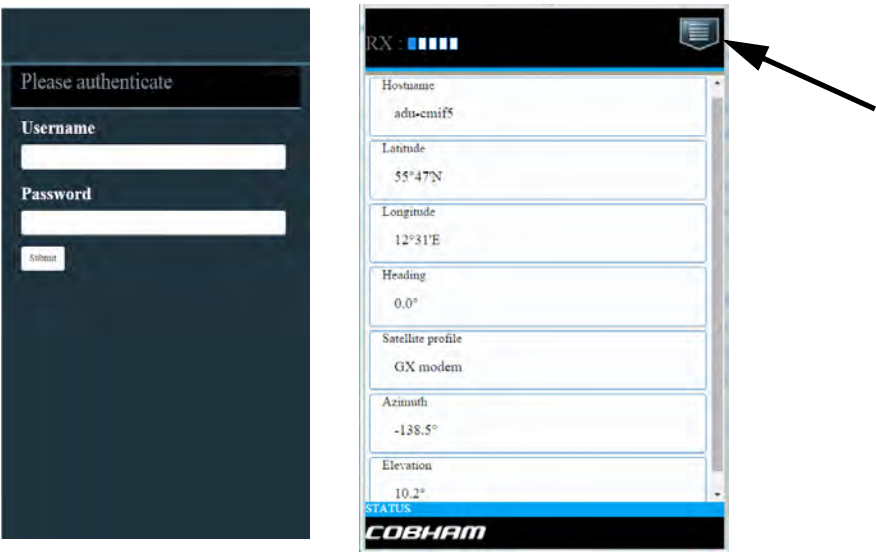 Please authenticate
Username
Password
Submit
RX :
Hostname
adu-cmif5
Latitude
55°47'N
Longitude
12°31'E
Heading
0.0°
Satellite profile
GX modem
Azimuth
-138.5°
Elevation
10.2°
STATUS
COBHAM